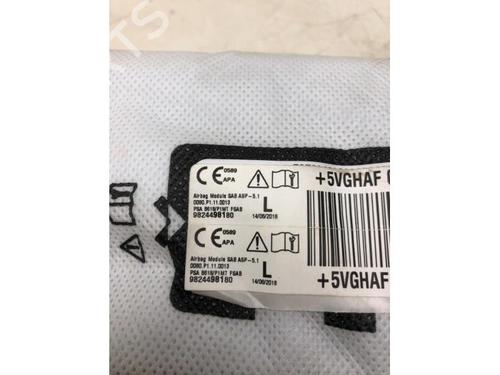 CE 0589 APA
Airbag Module SAB ASP-5.1
0080.P1.11.0013
PSA B618/P1MT FSAB
9824498180
L
14/06/2018
+5VGHAF
CE 0589 APA
Airbag Module SAB ASP-5.1
0080.P1.11.0013
PSA B618/P1MT FSAB
9824498180
L
14/06/2018
+5VGHAF